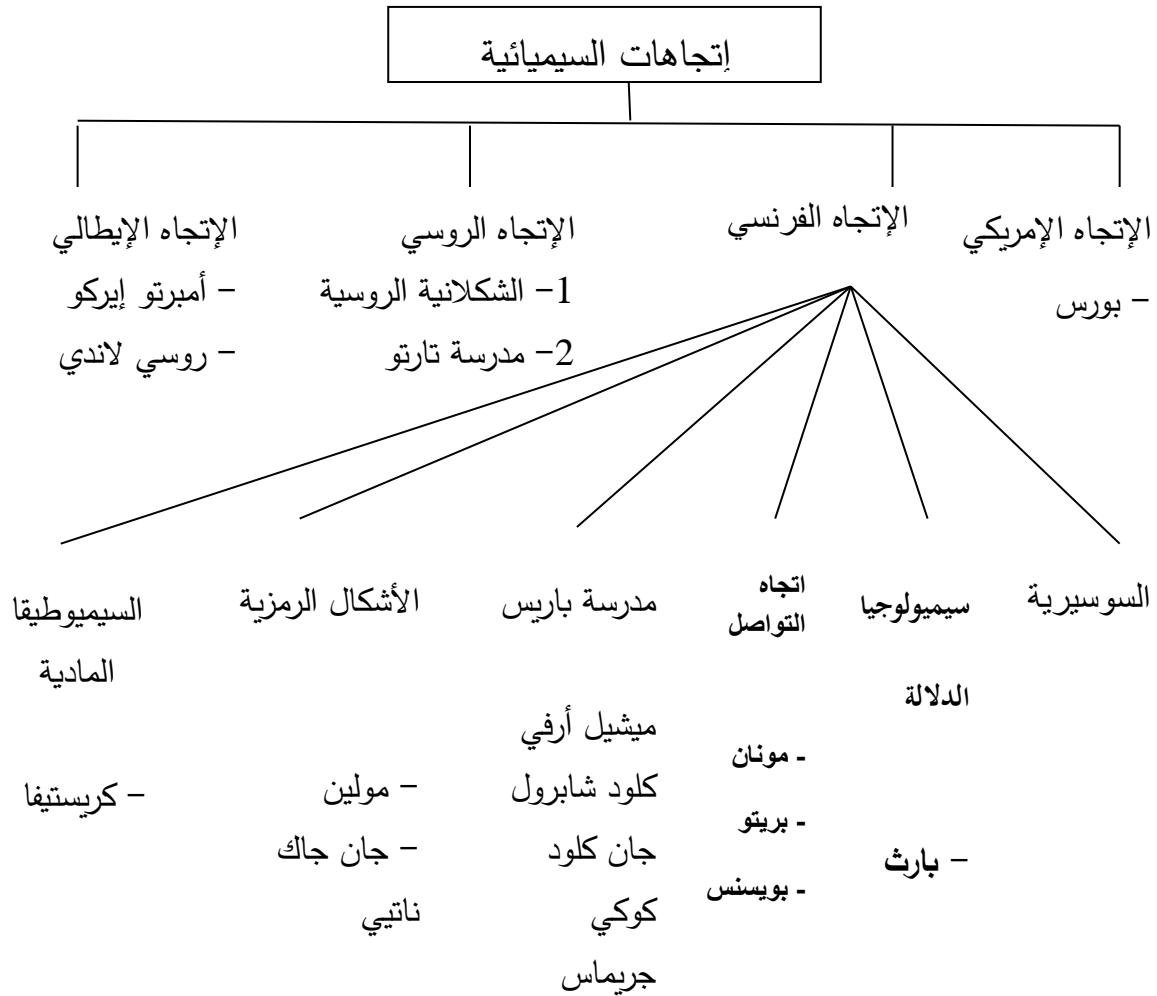 إتجاهات السيميائية
الإتجاه الإمريكي
– بورس
الإتجاه الفرنسي
الإتجاه الروسي
1– الشكلانية الروسية
2– مدرسة تارتو
الإتجاه الإيطالي
– أمبرتو إيركو
– روسي لاندي
السوسيرية
سيميولوجيا
الدلالة
– بارث
اتجاه
التواصل
- مونان
- بريتو
- بويسنس
مدرسة باريس
ميشيل أرفي
كلود شابرول
جان كلود
كوكي
جريماس
الأشكال الرمزية
– مولين
– جان جاك
ناتيي
السيميوطيقا
المادية
– كريستيفا